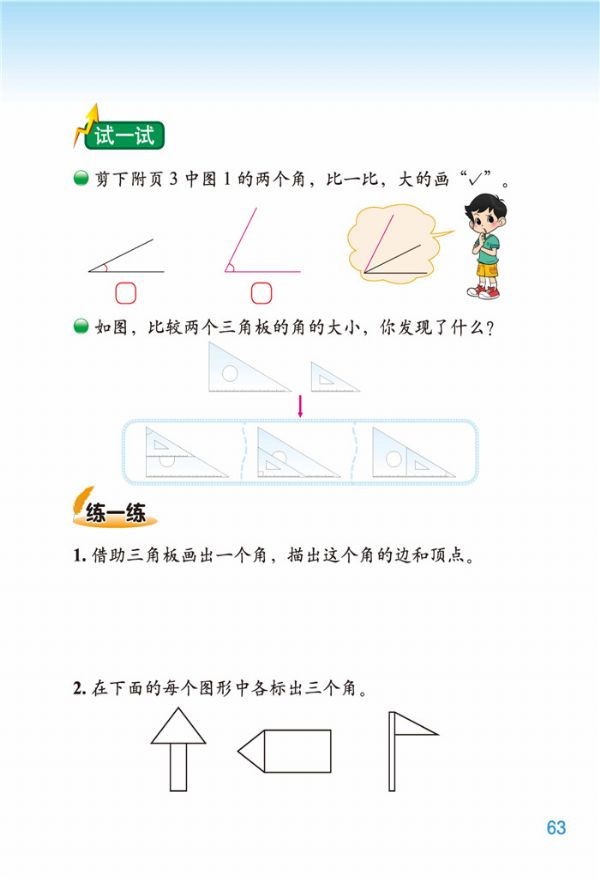 试一试
剪下附页 3 中图 1 的两个角，比一比，大的画“✓”。
如图，比较两个三角板的角的大小，你发现了什么？
练一练
1. 借助三角板画出一个角，描出这个角的边和顶点。
2. 在下面的每个图形中各标出三个角。
63